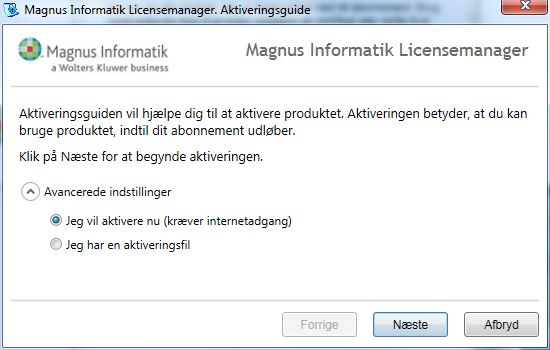 Magnus Informatik Licensemanager. Aktiveringsguide
Magnus Informatik
a Wolters Kluwer business
Magnus Informatik Licensemanager
Aktiveringsguiden vil hjælpe dig til at aktivere produktet. Aktiveringen betyder, at du kan
bruge produktet, indtil dit abonnement udløber.
Klik på Næste for at begynde aktiveringen.
Avancerede indstillinger
Jeg vil aktivere nu (kræver internetadgang)
Jeg har en aktiveringsfil
Forrige
Næste
Afbryd